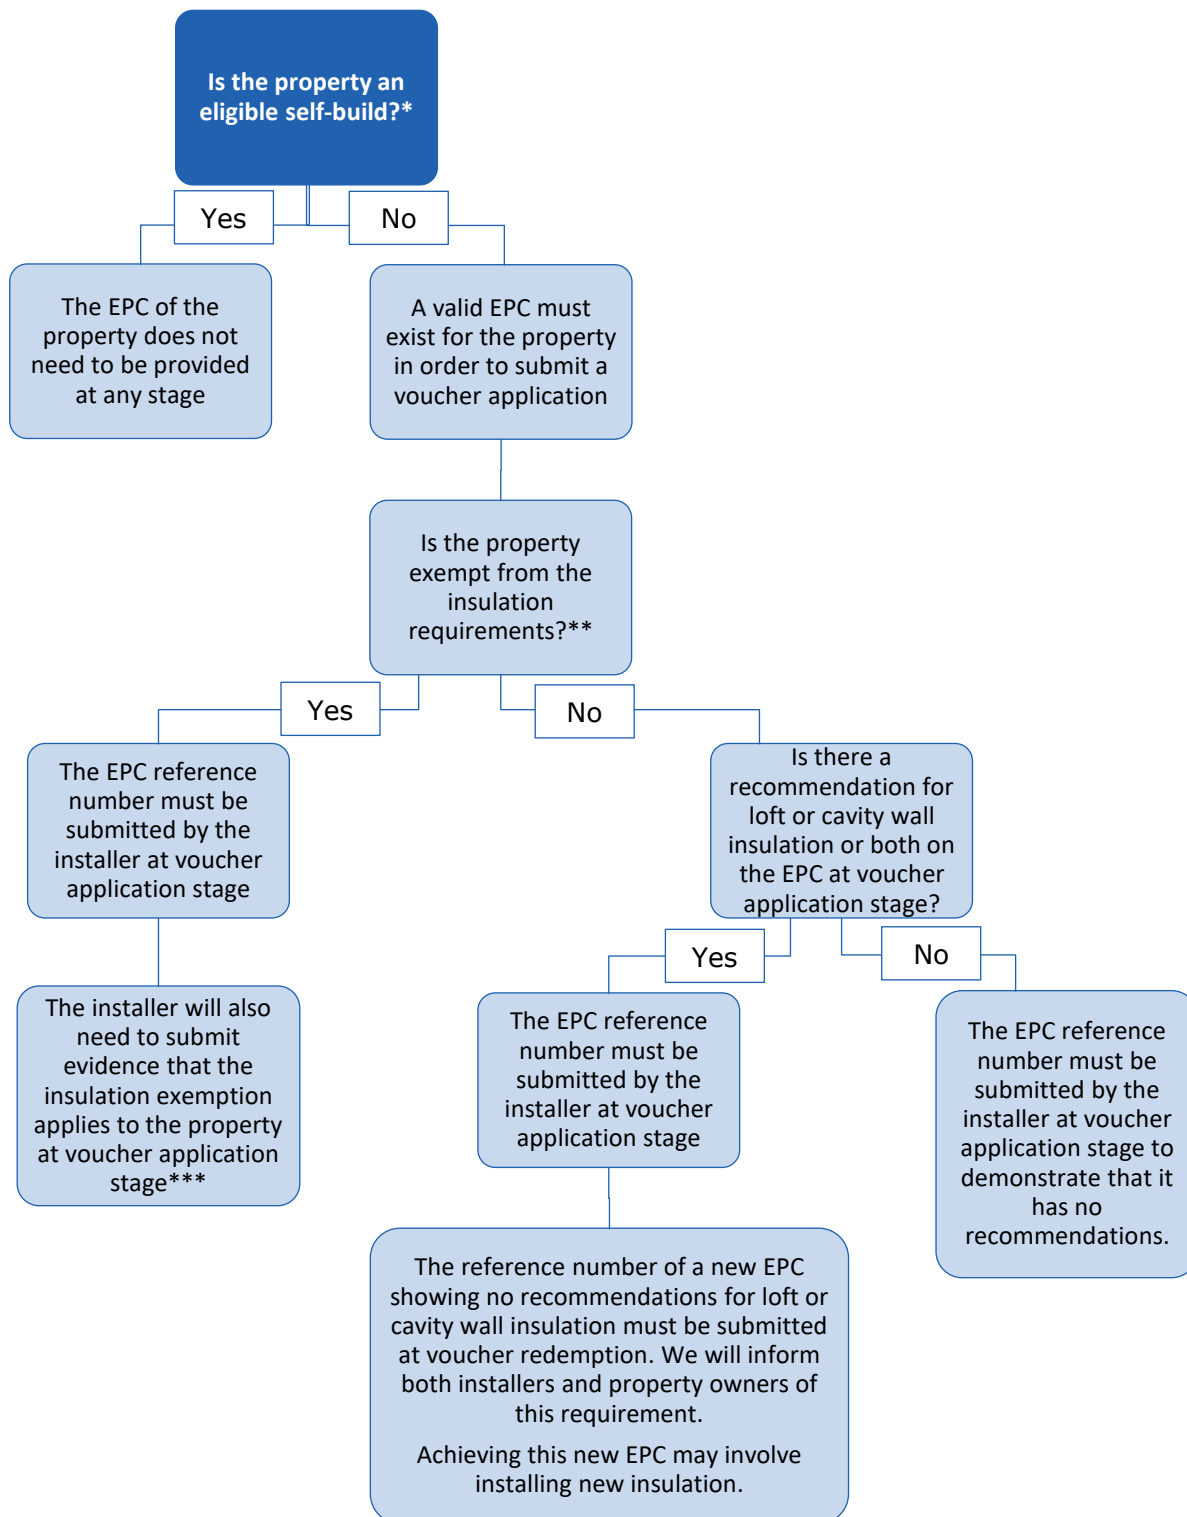 Is the property an
eligible self-build?*
Yes
No
The EPC of the
property does not
need to be provided
at any stage
A valid EPC must
exist for the property
in order to submit a
voucher application
Is the property
exempt from the
insulation
requirements?**
Yes
No
The EPC reference
number must be
submitted by the
installer at voucher
application stage
Is there a
recommendation for
loft or cavity wall
insulation or both on
the EPC at voucher
application stage?
Yes
No
The installer will also
need to submit
evidence that the
insulation exemption
applies to the property
at voucher application
stage***
The EPC reference
number must be
submitted by the
installer at voucher
application stage
The EPC reference
number must be
submitted by the
installer at voucher
application stage to
demonstrate that it
has no
recommendations.
The reference number of a new EPC
showing no recommendations for loft or
cavity wall insulation must be submitted
at voucher redemption. We will inform
both installers and property owners of
this requirement.
Achieving this new EPC may involve
installing new insulation.